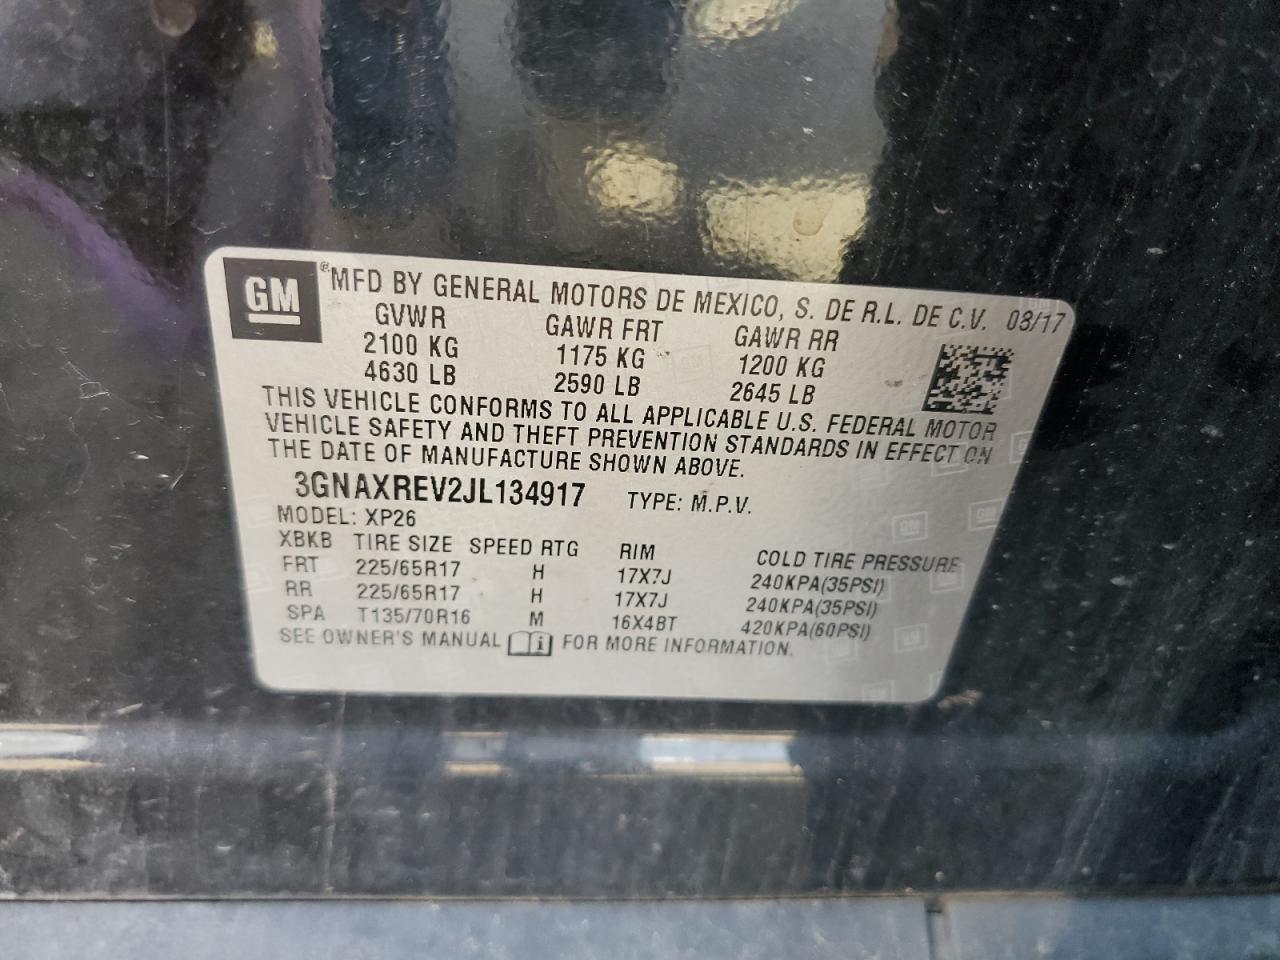 GM ® MFD BY GENERAL MOTORS DE MEXICO, S. DE R.L. DE C.V. 08/17
GVWR GAWR FRT GAWR RR
2100 KG 1175 KG 1200 KG
4630 LB 2590 LB 2645 LB
THIS VEHICLE CONFORMS TO ALL APPLICABLE U.S. FEDERAL MOTOR
VEHICLE SAFETY AND THEFT PREVENTION STANDARDS IN EFFECT ON
THE DATE OF MANUFACTURE SHOWN ABOVE.
3GNAXREV2JL134917 TYPE: M.P.V.
MODEL: XP26
XBKB TIRE SIZE SPEED RTG RIM COLD TIRE PRESSURE
FRT 225/65R17 H 17X7J 240KPA(35PSI)
RR 225/65R17 H 17X7J 240KPA(35PSI)
SPA T135/70R16 M 16X4BT 420KPA(60PSI)
SEE OWNER'S MANUAL i FOR MORE INFORMATION.